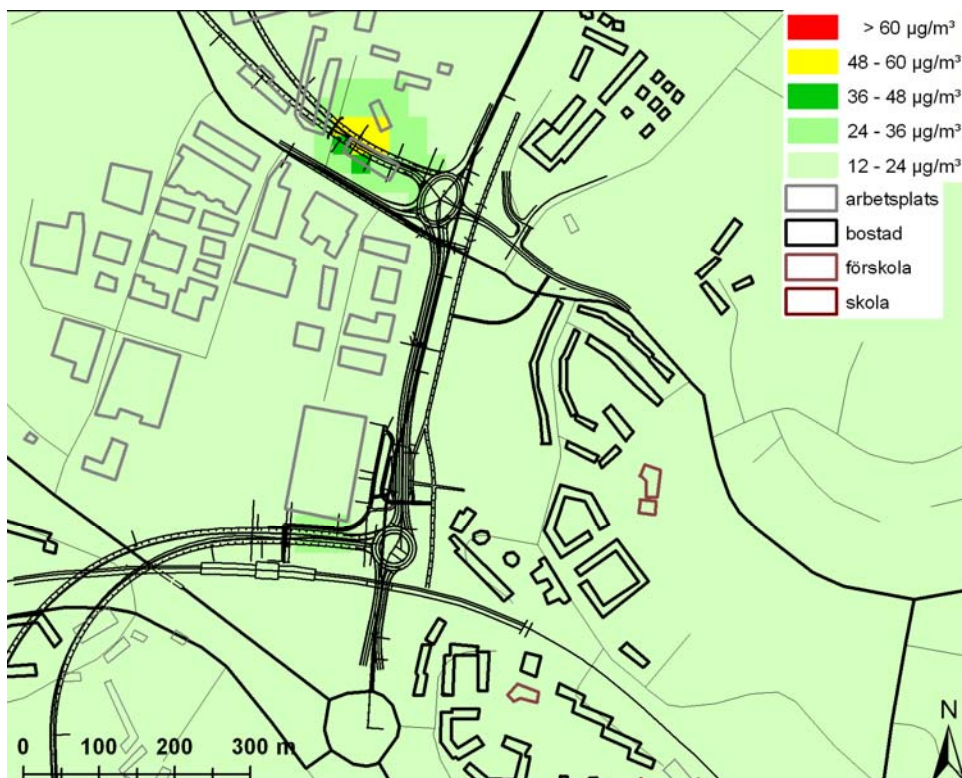 > 60 µg/m³
48 - 60 µg/m³
36 - 48 µg/m³
24 - 36 µg/m³
12 - 24 µg/m³
arbetsplats
bostad
förskola
skola
N
0 100 200 300 m